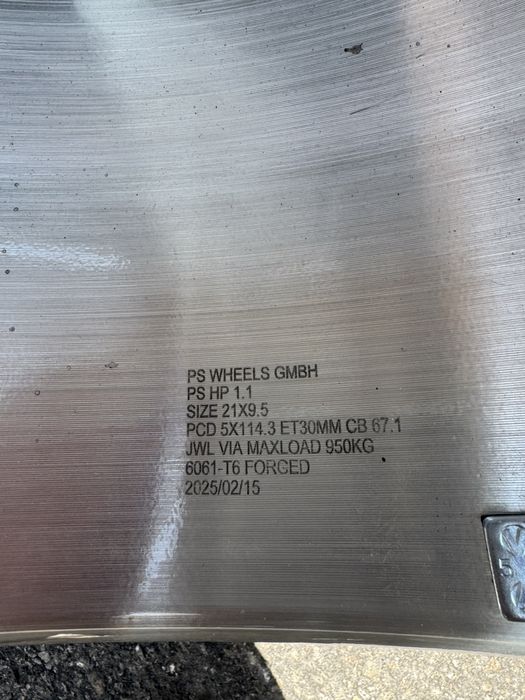 PS WHEELS GMBH
PS HP 1.1
SIZE 21X9.5
PCD 5X114.3 ET30MM CB 67.1
JWL VIA MAXLOAD 950KG
6061-T6 FORGED
2025/02/15
5